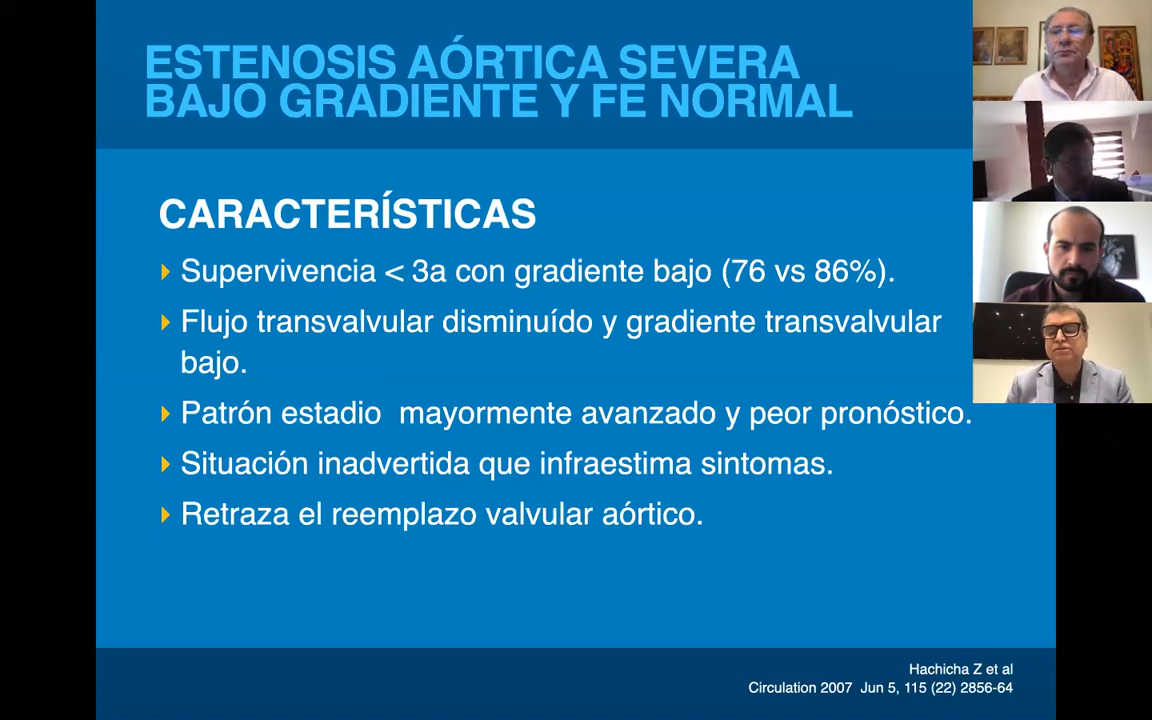 ESTENOSIS AÓRTICA SEVERA
BAJO GRADIENTE Y FE NORMAL
CARACTERÍSTICAS
Supervivencia < 3a con gradiente bajo (76 vs 86%).
Flujo transvalvular disminuído y gradiente transvalvular
bajo.
Patrón estadio mayormente avanzado y peor pronóstico.
Situación inadvertida que infraestima sintomas.
Retraza el reemplazo valvular aórtico.
Hachicha Z et al
Circulation 2007 Jun 5, 115 (22) 2856-64